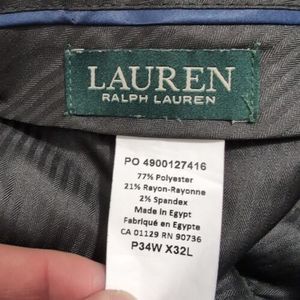 LAUREN
RALPH LAUREN
PO 4900127416
77% Polyester
21% Rayon-Rayonne
2% Spandex
Made in Egypt
Fabriqué en Egypte
CA 01129 RN 90736
P34W X32L